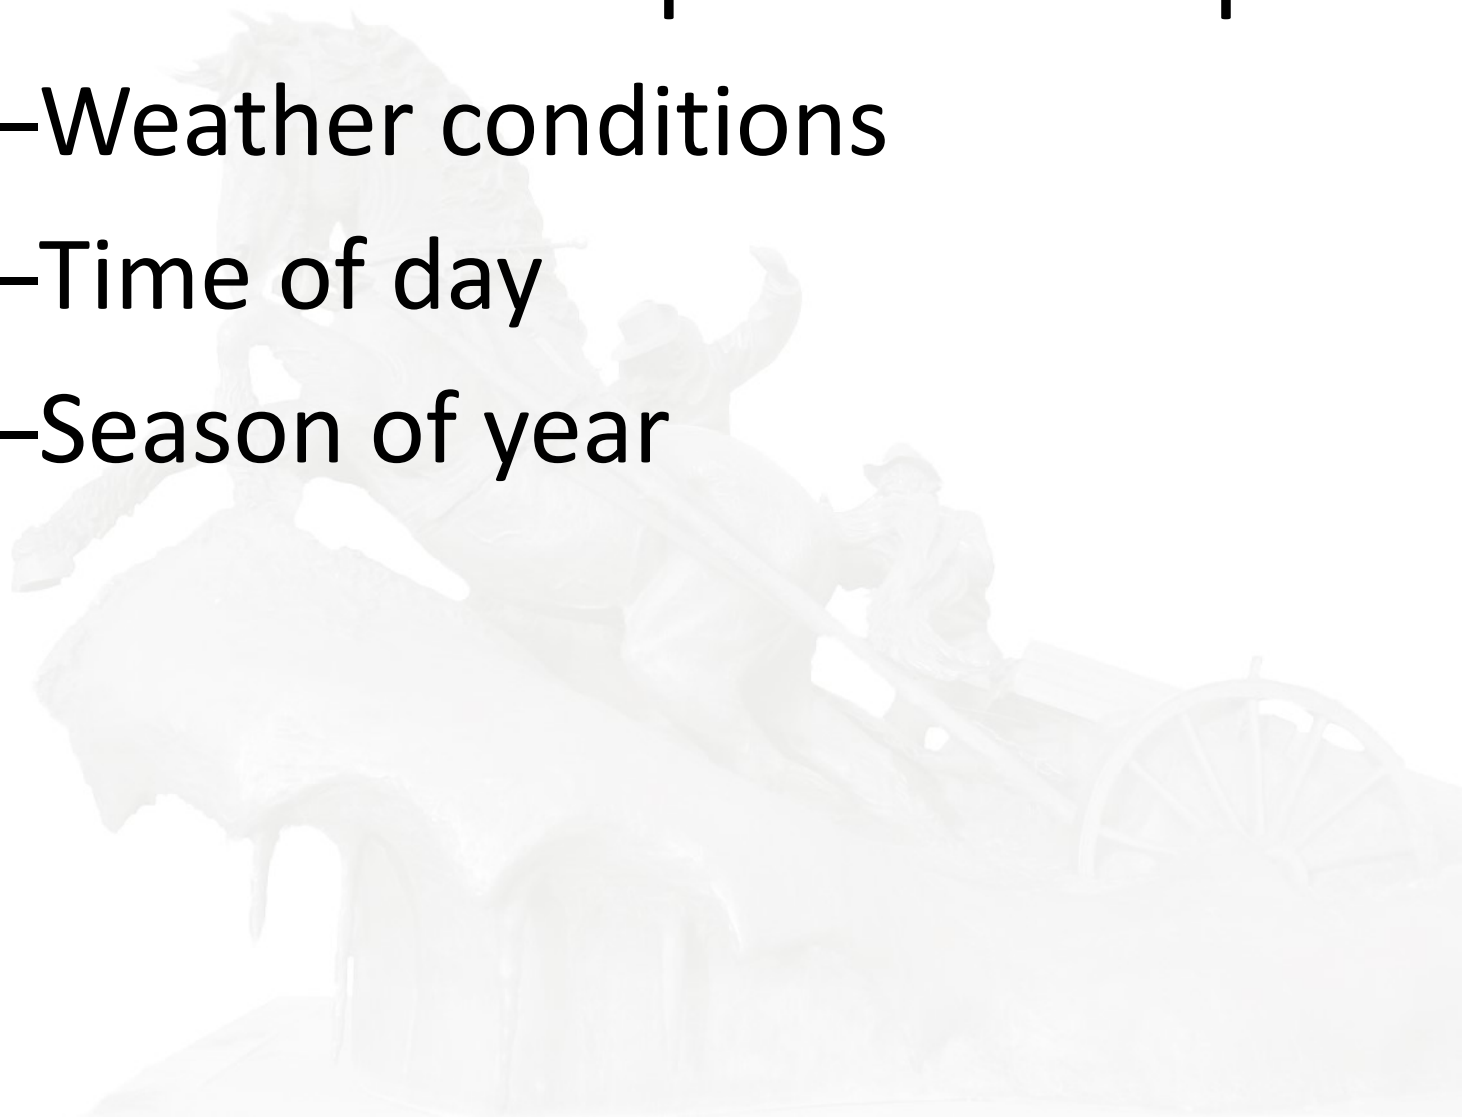 –Weather conditions
–Time of day
–Season of year